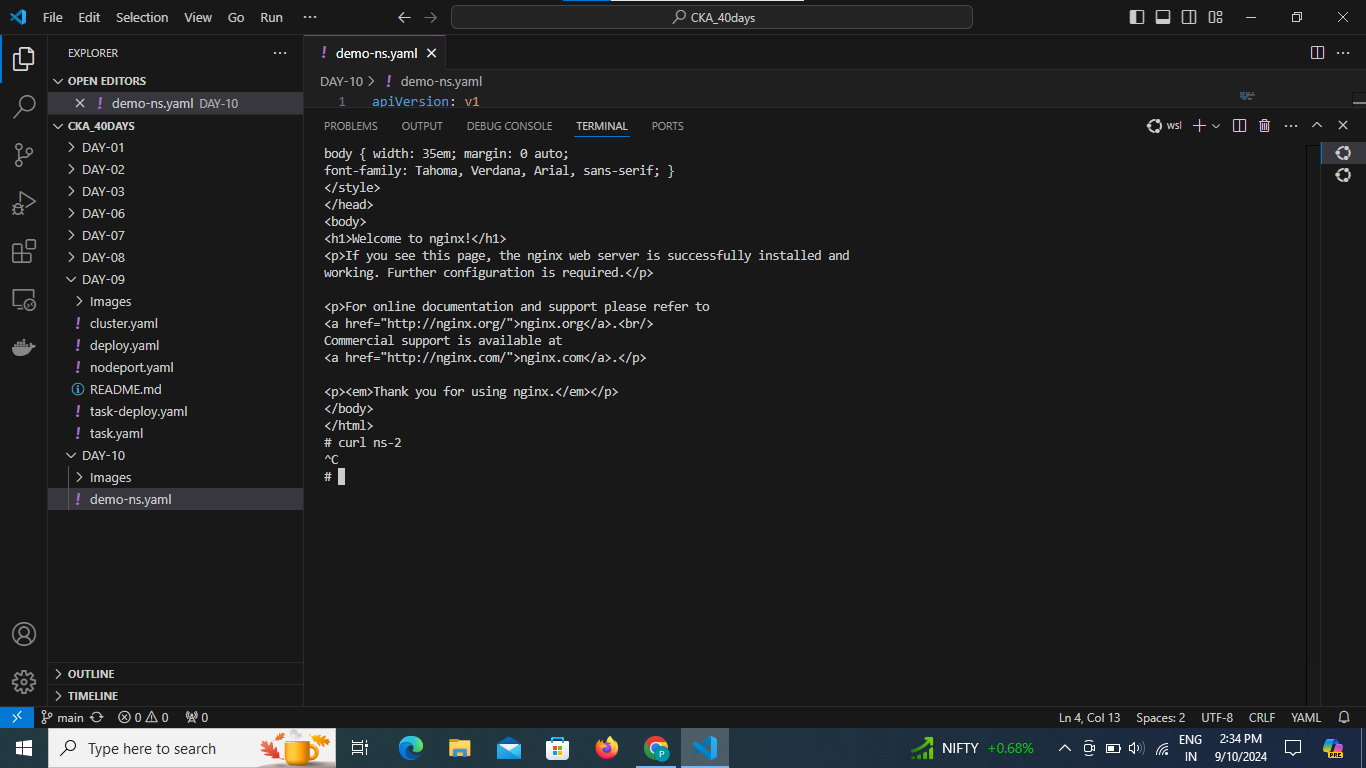 File Edit Selection View Go Run ···
CKA_40days
EXPLORER
OPEN EDITORS
demo-ns.yaml DAY-10
CKA_40DAYS
DAY-01
DAY-02
DAY-03
DAY-06
DAY-07
DAY-08
DAY-09
Images
! cluster.yaml
! deploy.yaml
! nodeport.yaml
README.md
! task-deploy.yaml
! task.yaml
DAY-10
Images
! demo-ns.yaml
OUTLINE
TIMELINE
! demo-ns.yaml
DAY-10 > ! demo-ns.yaml
1 apiVersion: v1
PROBLEMS OUTPUT DEBUG CONSOLE TERMINAL PORTS
wsl
body { width: 35em; margin: 0 auto;
font-family: Tahoma, Verdana, Arial, sans-serif; }
</style>
</head>
<body>
<h1>Welcome to nginx!</h1>
<p>If you see this page, the nginx web server is successfully installed and
working. Further configuration is required.</p>
<p>For online documentation and support please refer to
<a href="http://nginx.org/">nginx.org</a>.<br/>
Commercial support is available at
<a href="http://nginx.com/">nginx.com</a>.</p>
<p><em>Thank you for using nginx.</em></p>
</body>
</html>
# curl ns-2
^C
#
main 0 0 0
Ln 4, Col 13 Spaces: 2 UTF-8 CRLF YAML
Type here to search
NIFTY +0.68%
ENG
IN
2:34 PM
9/10/2024
PRE